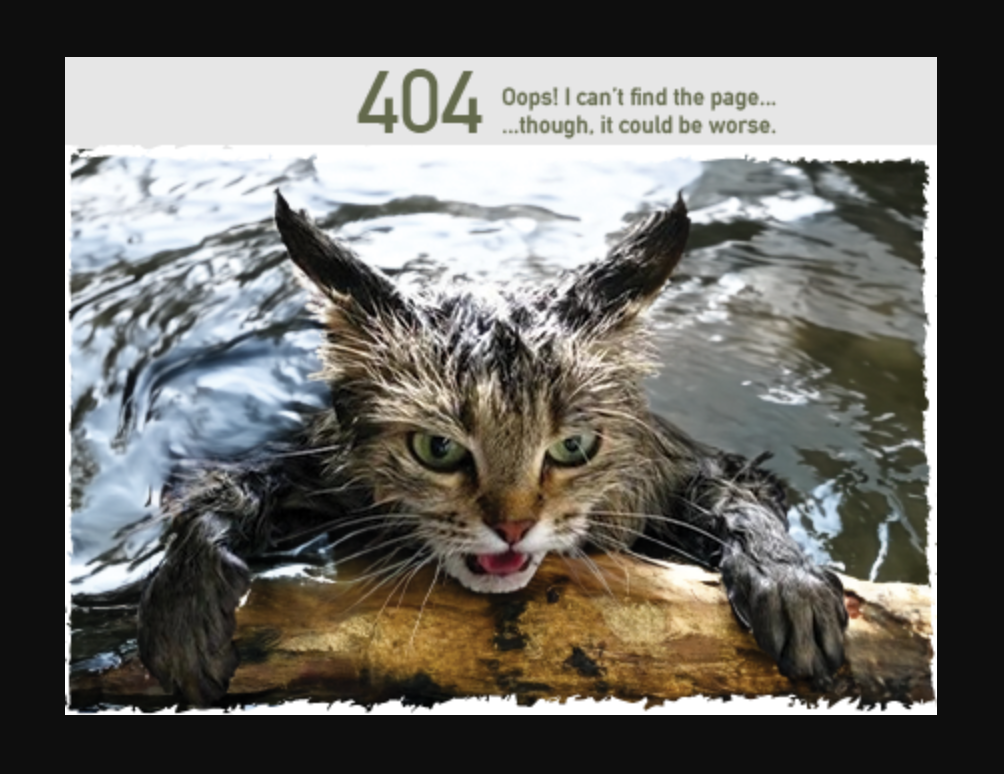 404
Oops! I can't find the page...
...though, it could be worse.